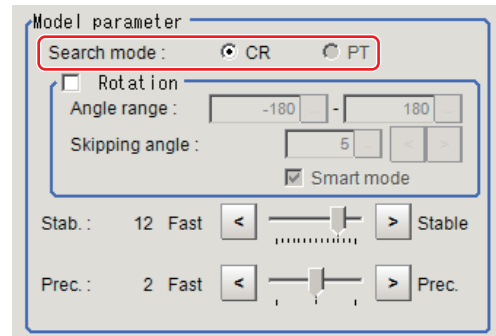 Model parameter
Search mode : CR PT
Rotation
Angle range : -180 ... - 180 ...
Skipping angle : 5 ... < >
Smart mode
Stab. : 12 Fast < > Stable
Prec. : 2 Fast < > Prec.